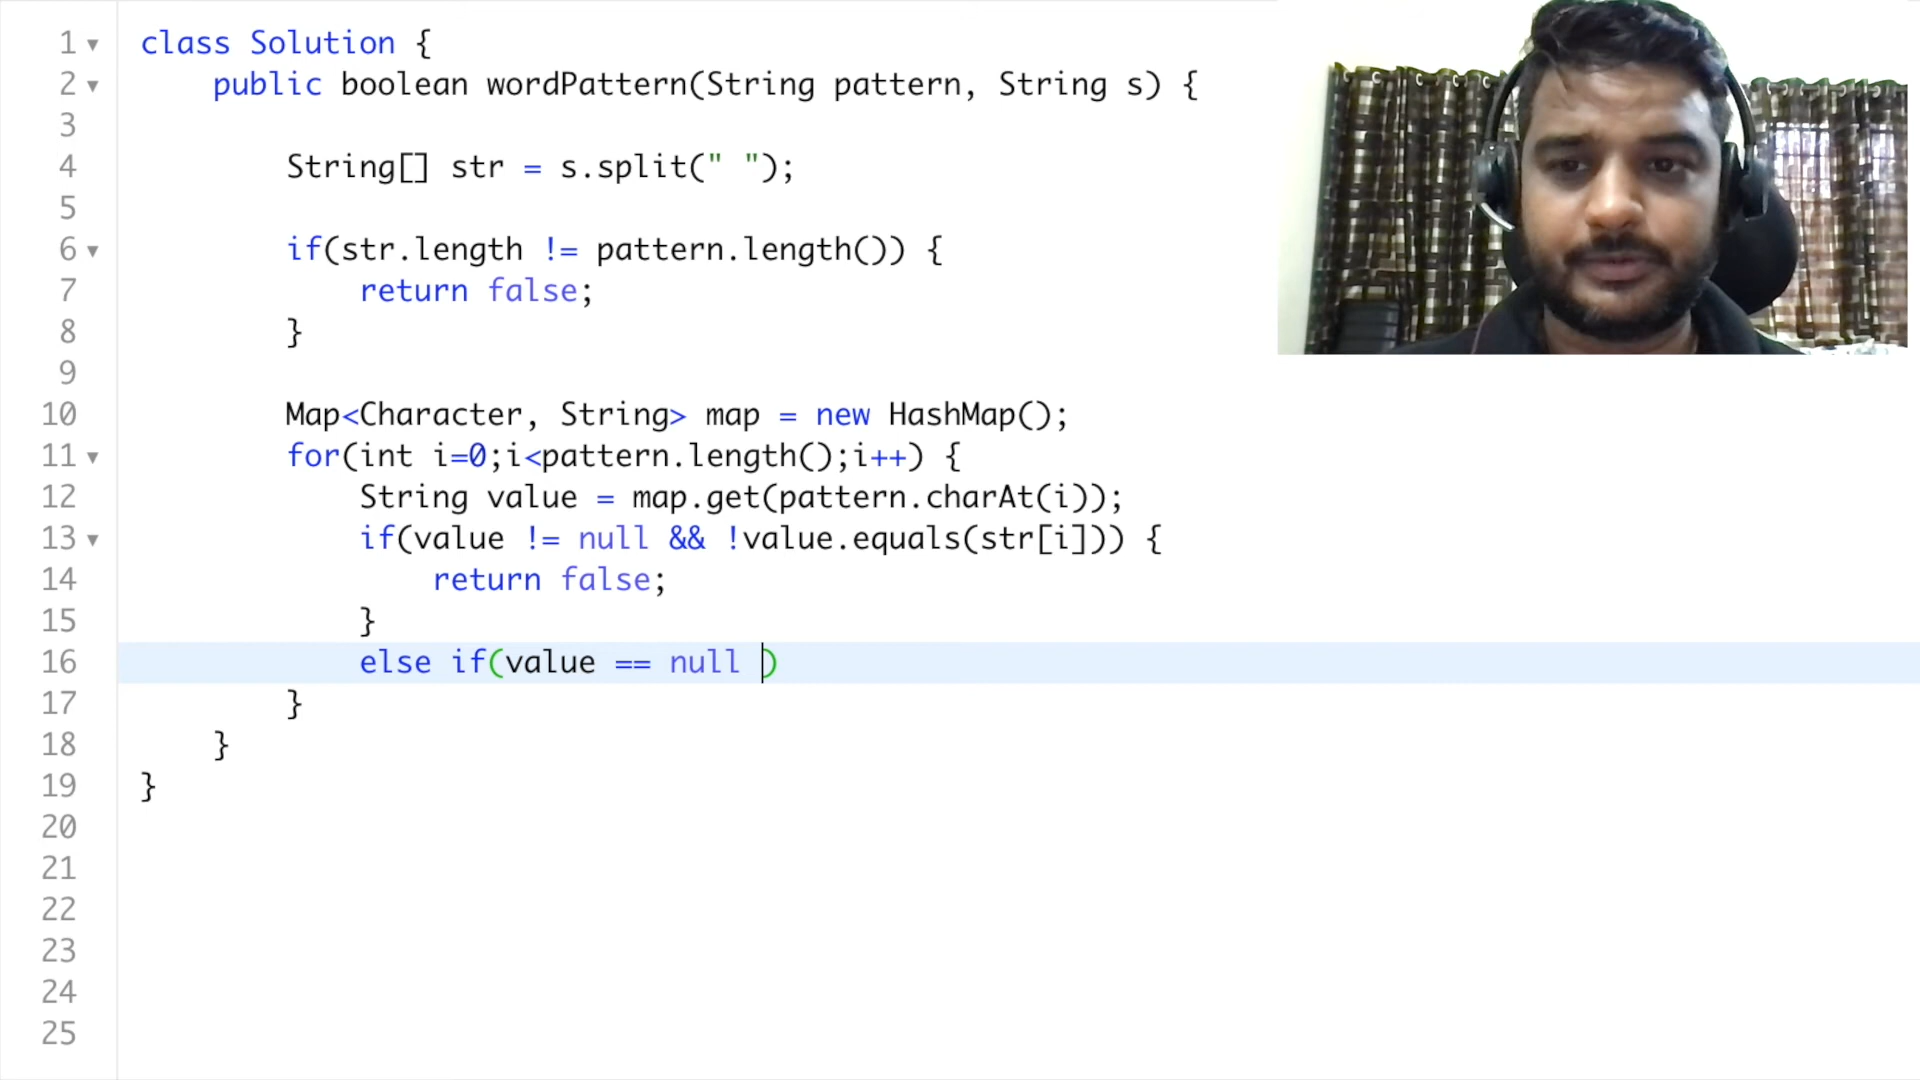 1 class Solution {
2 public boolean wordPattern(String pattern, String s) {
3
4 String[] str = s.split(" ");
5
6 if(str.length != pattern.length()) {
7 return false;
8 }
9
10 Map<Character, String> map = new HashMap();
11 for(int i=0;i<pattern.length();i++) {
12 String value = map.get(pattern.charAt(i));
13 if(value != null && !value.equals(str[i])) {
14 return false;
15 }
16 else if(value == null )
17 }
18 }
19 }
20
21
22
23
24
25